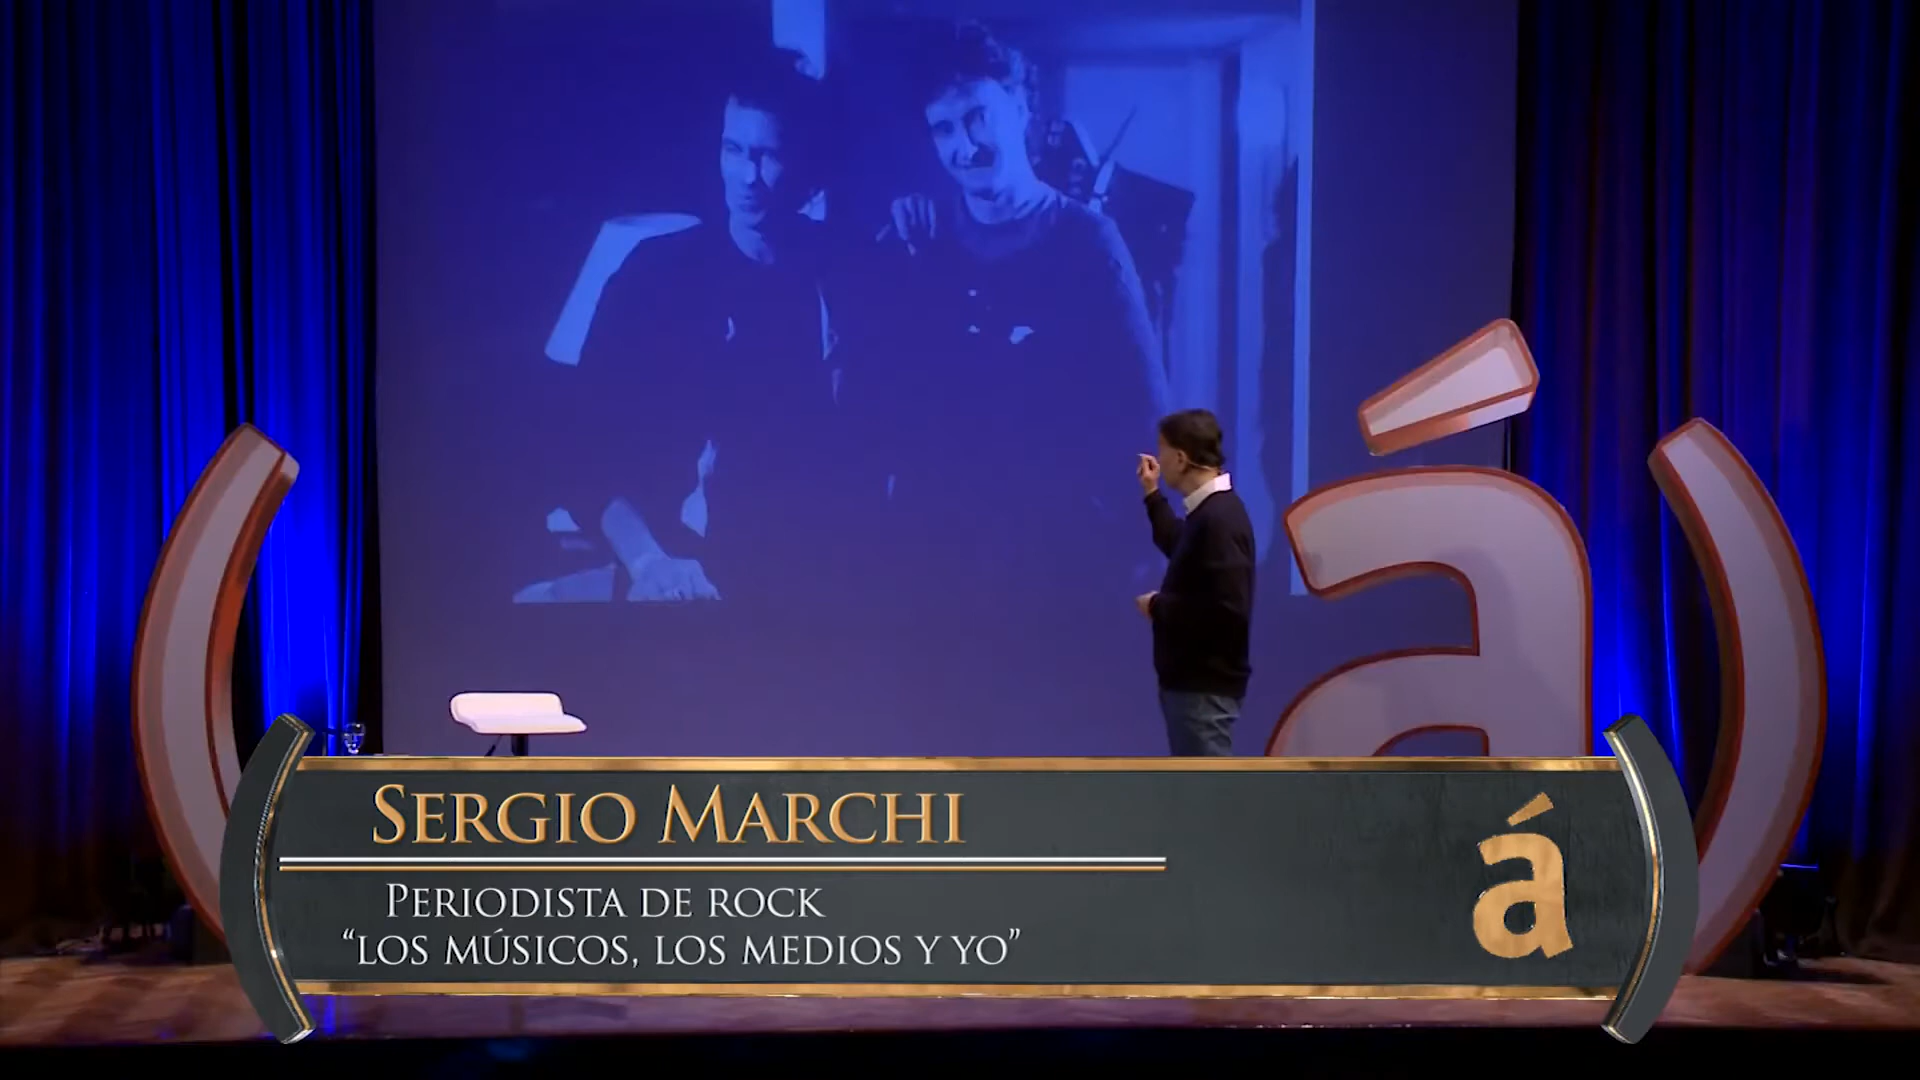 (á)
SERGIO MARCHI
PERIODISTA DE ROCK
“LOS MÚSICOS, LOS MEDIOS Y YO”
á